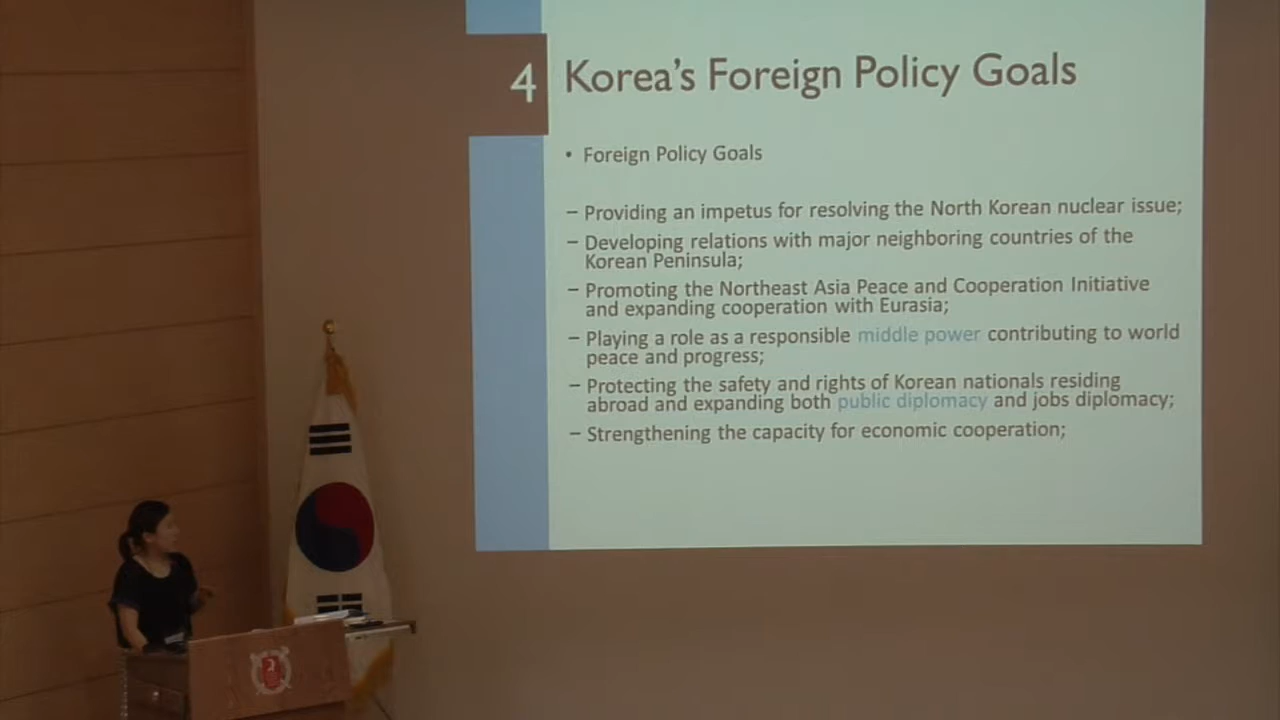 4 Korea's Foreign Policy Goals
• Foreign Policy Goals
– Providing an impetus for resolving the North Korean nuclear issue;
– Developing relations with major neighboring countries of the
Korean Peninsula;
– Promoting the Northeast Asia Peace and Cooperation Initiative
and expanding cooperation with Eurasia;
– Playing a role as a responsible middle power contributing to world
peace and progress;
– Protecting the safety and rights of Korean nationals residing
abroad and expanding both public diplomacy and jobs diplomacy;
– Strengthening the capacity for economic cooperation;